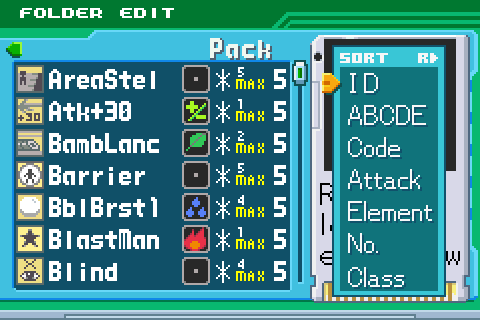 FOLDER EDIT
Pack
AreaStel * 5 MAX 5
Atk+30 * 1 MAX 5
BambLanc * 2 MAX 5
Barrier * 5 MAX 5
BblBrst1 * 4 MAX 5
BlastMan * 1 MAX 5
Blind * 4 MAX 5
SORT R▶
ID
ABCDE
Code
Attack
Element
No.
Class